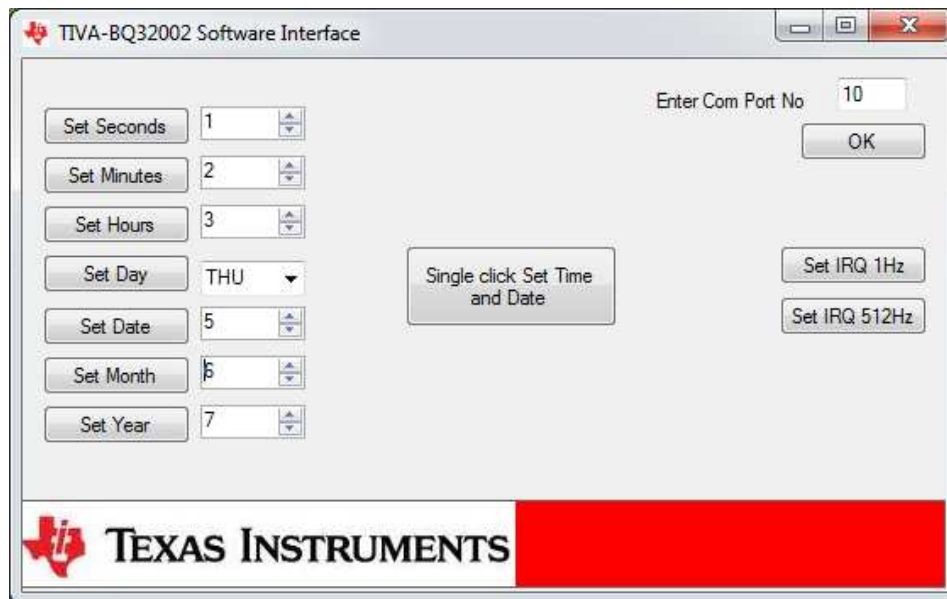 TIVA-BQ32002 Software Interface
Enter Com Port No 10
OK
Set Seconds 1
Set Minutes 2
Set Hours 3
Set Day THU
Set Date 5
Set Month 6
Set Year 7
Single click Set Time
and Date
Set IRQ 1Hz
Set IRQ 512Hz
TEXAS INSTRUMENTS